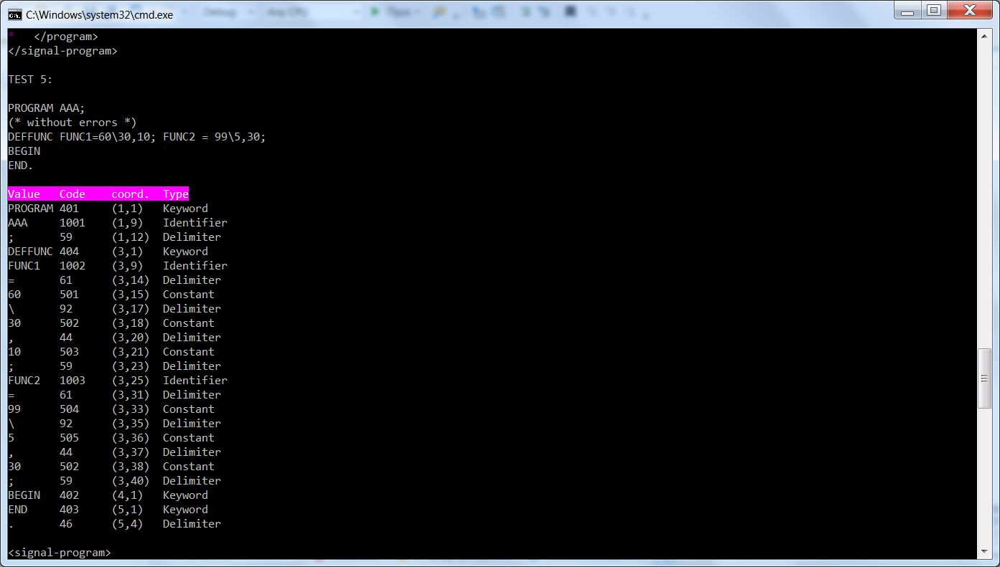 C:\Windows\system32\cmd.exe
*   </program>
</signal-program>
TEST 5:
PROGRAM AAA;
(* without errors *)
DEFFUNC FUNC1=60\30,10; FUNC2 = 99\5,30;
BEGIN
END.
Value   Code    coord.  Type
PROGRAM 401     (1,1)   Keyword
AAA     1001    (1,9)   Identifier
;       59      (1,12)  Delimiter
DEFFUNC 404     (3,1)   Keyword
FUNC1   1002    (3,9)   Identifier
=       61      (3,14)  Delimiter
60      501     (3,15)  Constant
\       92      (3,17)  Delimiter
30      502     (3,18)  Constant
,       44      (3,20)  Delimiter
10      503     (3,21)  Constant
;       59      (3,23)  Delimiter
FUNC2   1003    (3,25)  Identifier
=       61      (3,31)  Delimiter
99      504     (3,33)  Constant
\       92      (3,35)  Delimiter
5       505     (3,36)  Constant
,       44      (3,37)  Delimiter
30      502     (3,38)  Constant
;       59      (3,40)  Delimiter
BEGIN   402     (4,1)   Keyword
END     403     (5,1)   Keyword
.       46      (5,4)   Delimiter
<signal-program>